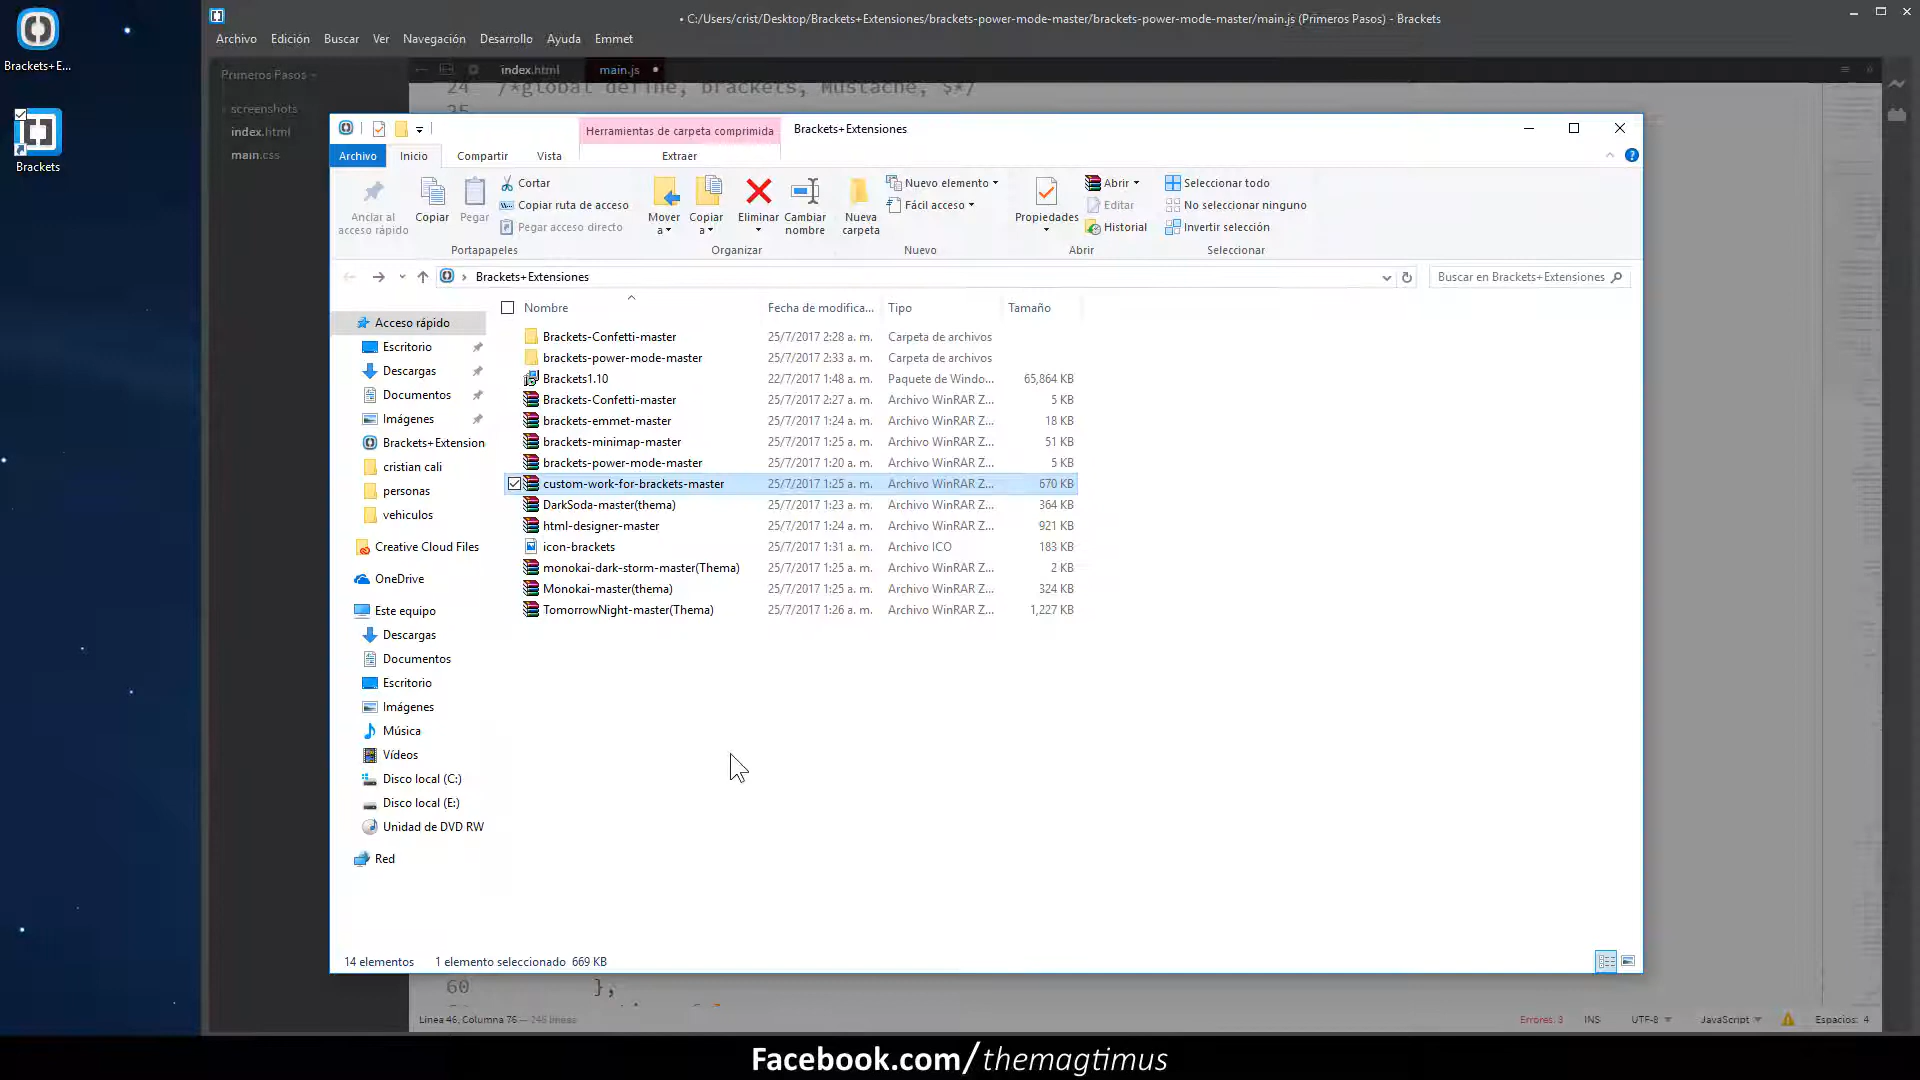 Brackets+E...
Brackets
• C:/Users/crist/Desktop/Brackets+Extensiones/brackets-power-mode-master/brackets-power-mode-master/main.js (Primeros Pasos) - Brackets
Archivo Edición Buscar Ver Navegación Desarrollo Ayuda Emmet
Primeros Pasos
screenshots
index.html
main.css
index.html main.js
24 /*global define, brackets, Mustache, $*/
25
Herramientas de carpeta comprimida Brackets+Extensiones
Archivo Inicio Compartir Vista Extraer
Anclar al acceso rápido
Copiar
Pegar
Cortar
Copiar ruta de acceso
Pegar acceso directo
Portapapeles
Mover a
Copiar a
Eliminar
Cambiar nombre
Organizar
Nueva carpeta
Nuevo elemento
Fácil acceso
Nuevo
Propiedades
Abrir
Editar
Historial
Abrir
Seleccionar todo
No seleccionar ninguno
Invertir selección
Seleccionar
Brackets+Extensiones
Buscar en Brackets+Extensiones
Acceso rápido
Escritorio
Descargas
Documentos
Imágenes
Brackets+Extension
cristian cali
personas
vehiculos
Creative Cloud Files
OneDrive
Este equipo
Descargas
Documentos
Escritorio
Imágenes
Música
Vídeos
Disco local (C:)
Disco local (E:)
Unidad de DVD RW
Red
Nombre Fecha de modifica... Tipo Tamaño
Brackets-Confetti-master 25/7/2017 2:28 a. m. Carpeta de archivos
brackets-power-mode-master 25/7/2017 2:33 a. m. Carpeta de archivos
Brackets1.10 22/7/2017 1:48 a. m. Paquete de Windo... 65,864 KB
Brackets-Confetti-master 25/7/2017 2:27 a. m. Archivo WinRAR Z... 5 KB
brackets-emmet-master 25/7/2017 1:24 a. m. Archivo WinRAR Z... 18 KB
brackets-minimap-master 25/7/2017 1:25 a. m. Archivo WinRAR Z... 51 KB
brackets-power-mode-master 25/7/2017 1:20 a. m. Archivo WinRAR Z... 5 KB
custom-work-for-brackets-master 25/7/2017 1:25 a. m. Archivo WinRAR Z... 670 KB
DarkSoda-master(thema) 25/7/2017 1:23 a. m. Archivo WinRAR Z... 364 KB
html-designer-master 25/7/2017 1:24 a. m. Archivo WinRAR Z... 921 KB
icon-brackets 25/7/2017 1:31 a. m. Archivo ICO 183 KB
monokai-dark-storm-master(Thema) 25/7/2017 1:25 a. m. Archivo WinRAR Z... 2 KB
Monokai-master(thema) 25/7/2017 1:25 a. m. Archivo WinRAR Z... 324 KB
TomorrowNight-master(Thema) 25/7/2017 1:26 a. m. Archivo WinRAR Z... 1,227 KB
14 elementos 1 elemento seleccionado 669 KB
60 },
Línea 46, Columna 76 — 246 líneas
Errores: 3 INS UTF-8 JavaScript Espacios: 4
Facebook.com/themagtimus